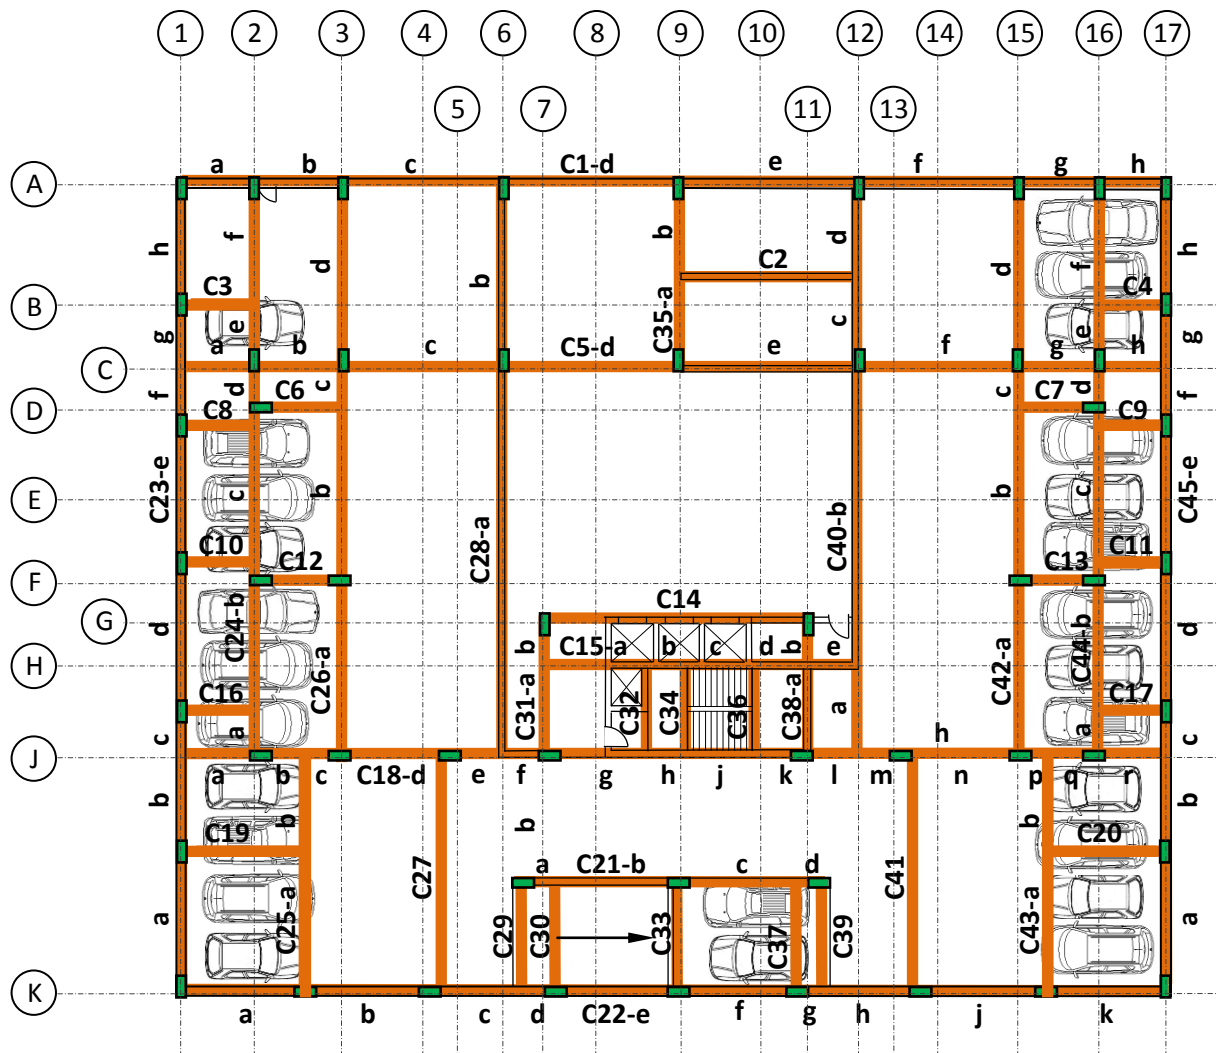 1 2 3 4 6 8 9 10 12 14 15 16 17
5 7 11 13
a b c C1-d e f g h
A
h f d b b d d f h
C2
C3 C4
B
g e C35-a c e g
a b c C5-d e f g h
C
f d c c d f
C6 C7
D
C8 C9
C23-e c b b c C45-e
E
C28-a C40-b
C10 C11
C12 C13
F
C14
G
d C24-b C26-a C42-a C44-b d
b C15-a b c d b e
H
C31-a C32 C34 C36 C38-a a
C16 C17
c a h a c
J
a b c C18-d e f g h j k l m n p q r
b b b b b
C19 C20
a C21-b c d
C27 C41
a C25-a C29 C30 C33 C37 C39 C43-a a
K
a b c d C22-e f g h j k